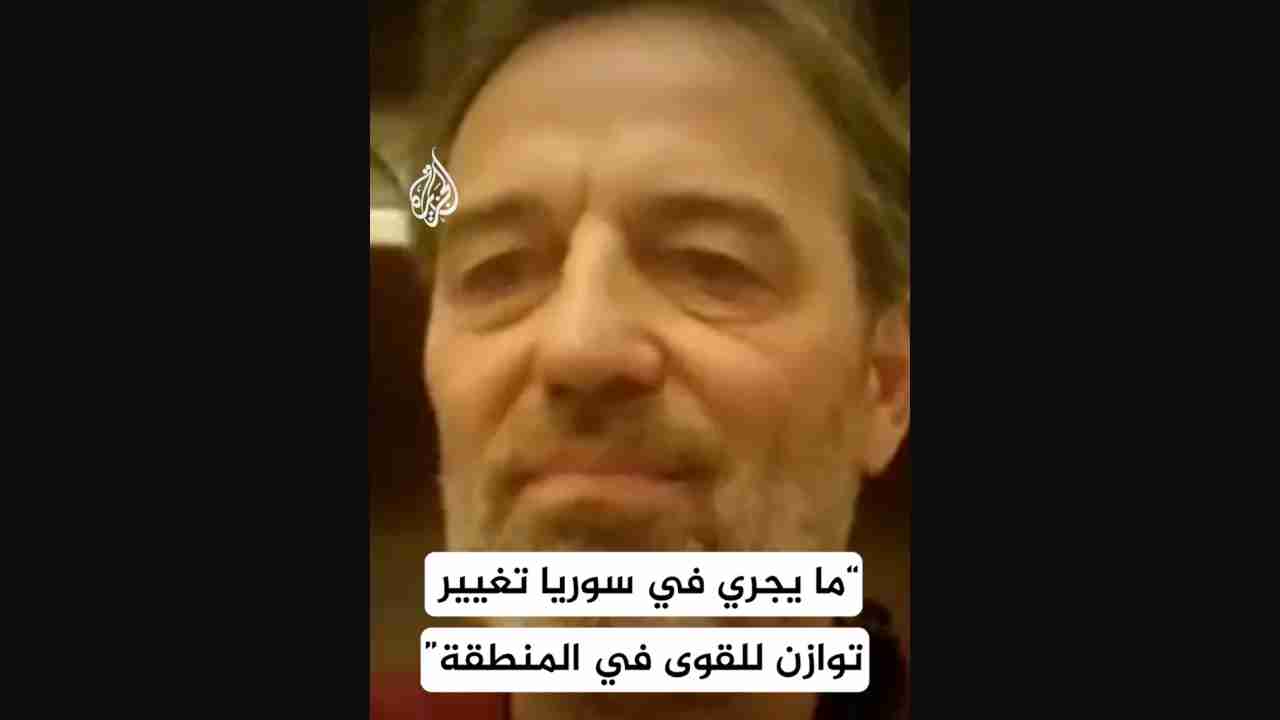 الجزيرة
“ما يجري في سوريا تغيير
توازن للقوى في المنطقة”